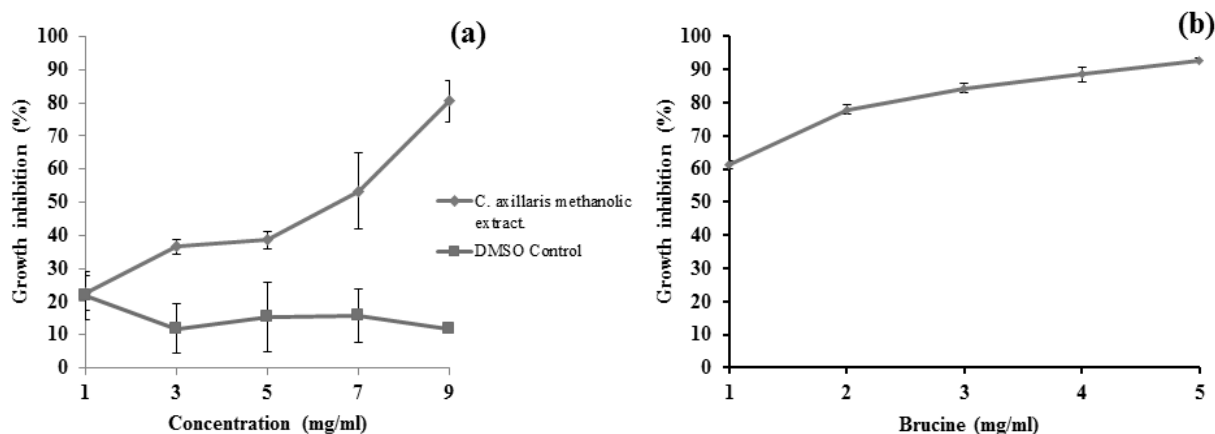 (a)
Growth inhibition (%)
100
90
80
70
60
50
40
30
20
10
0
1 3 5 7 9
Concentration (mg/ml)
C. axillaris methanolic
extract.
DMSO Control
(b)
Growth inhibition (%)
100
90
80
70
60
50
40
30
20
10
0
1 2 3 4 5
Brucine (mg/ml)